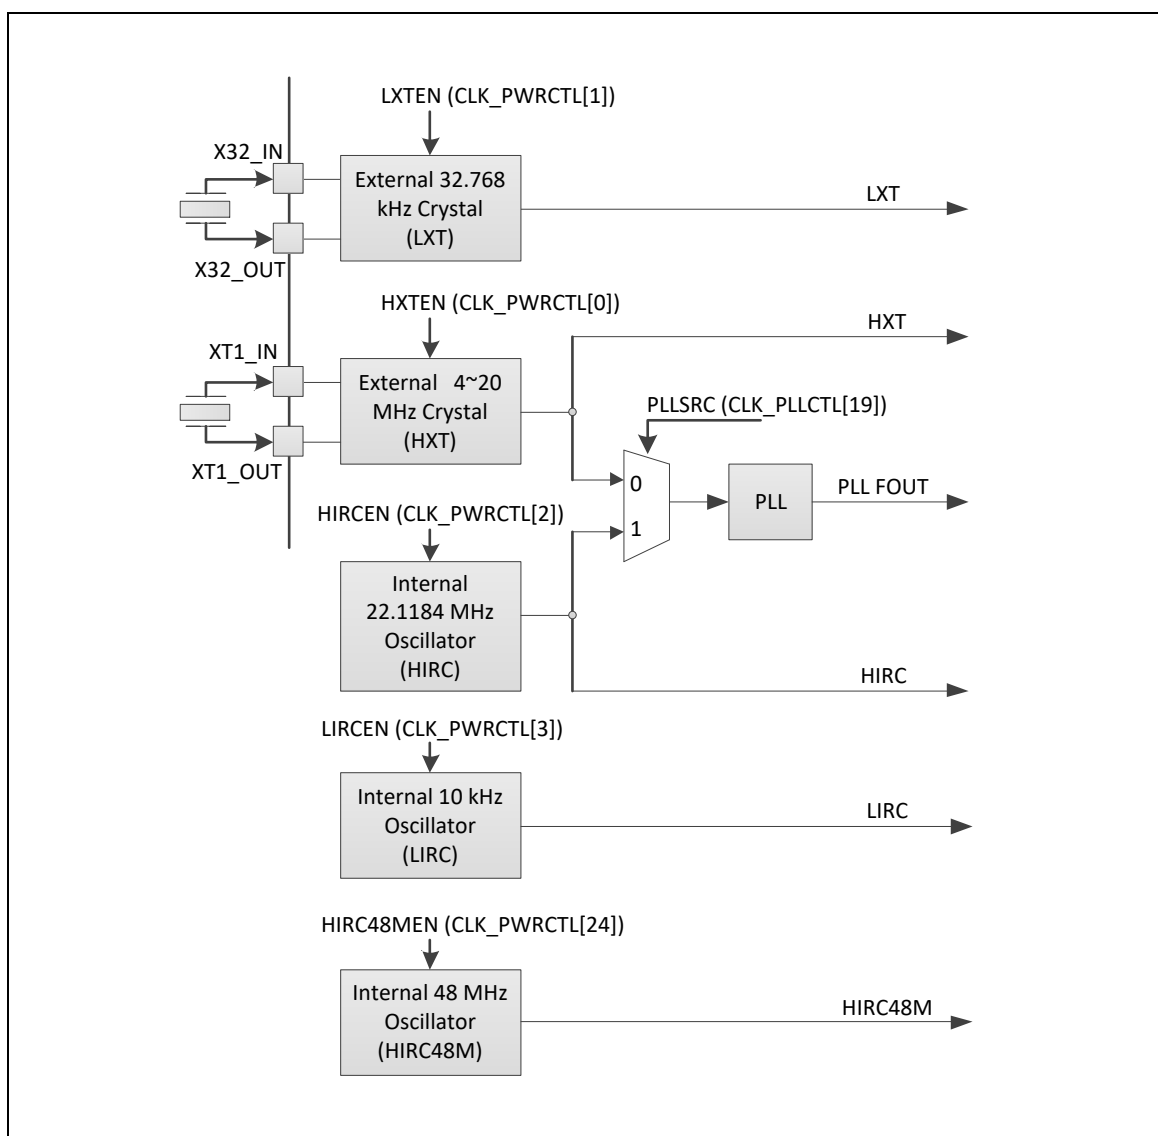 LXTEN (CLK_PWRCTL[1])
X32_IN
External 32.768
kHz Crystal
(LXT)
LXT
X32_OUT
HXTEN (CLK_PWRCTL[0])
HXT
XT1_IN
External 4~20
MHz Crystal
(HXT)
PLLSRC (CLK_PLLCTL[19])
XT1_OUT
0
PLL
PLL FOUT
1
HIRCEN (CLK_PWRCTL[2])
Internal
22.1184 MHz
Oscillator
(HIRC)
HIRC
LIRCEN (CLK_PWRCTL[3])
Internal 10 kHz
Oscillator
(LIRC)
LIRC
HIRC48MEN (CLK_PWRCTL[24])
Internal 48 MHz
Oscillator
(HIRC48M)
HIRC48M